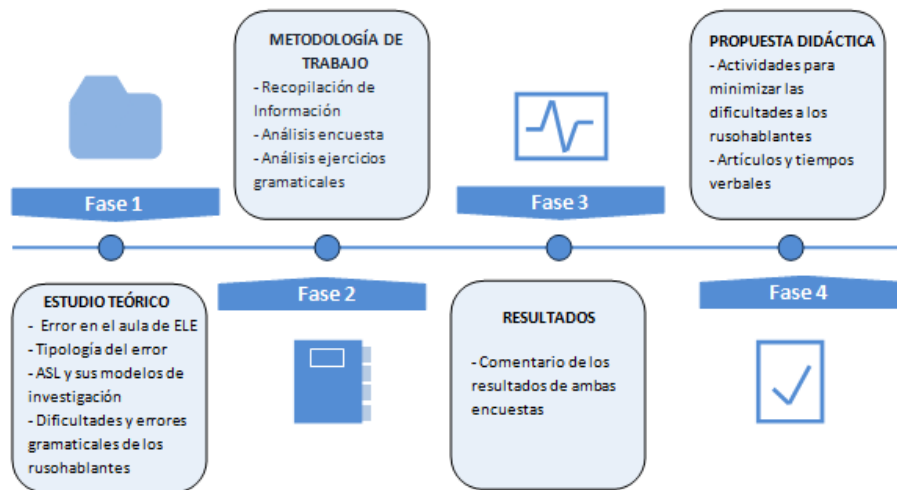 METODOLOGÍA DE
TRABAJO
- Recopilación de
Información
- Análisis encuesta
- Análisis ejercicios
gramaticales
PROPUESTA DIDÁCTICA
- Actividades para
minimizar las
dificultades a los
rusohablantes
- Artículos y tiempos
verbales
Fase 1
Fase 3
Fase 2
Fase 4
ESTUDIO TEÓRICO
- Error en el aula de ELE
- Tipología del error
- ASL y sus modelos de
investigación
- Dificultades y errores
gramaticales de los
rusohablantes
RESULTADOS
- Comentario de los
resultados de ambas
encuestas